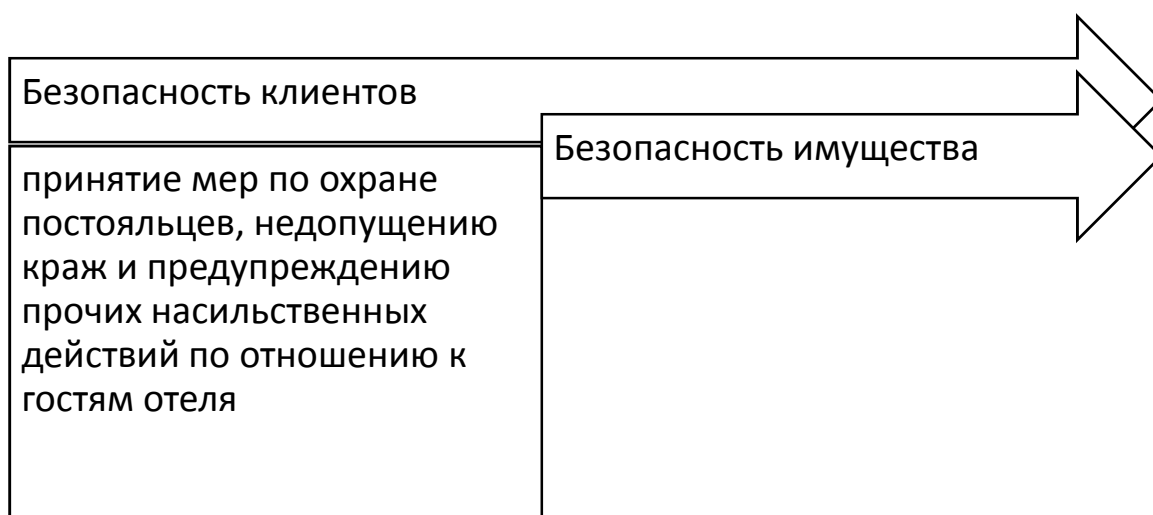 Безопасность клиентов
принятие мер по охране
постояльцев, недопущению
краж и предупреждению
прочих насильственных
действий по отношению к
гостям отеля
Безопасность имущества